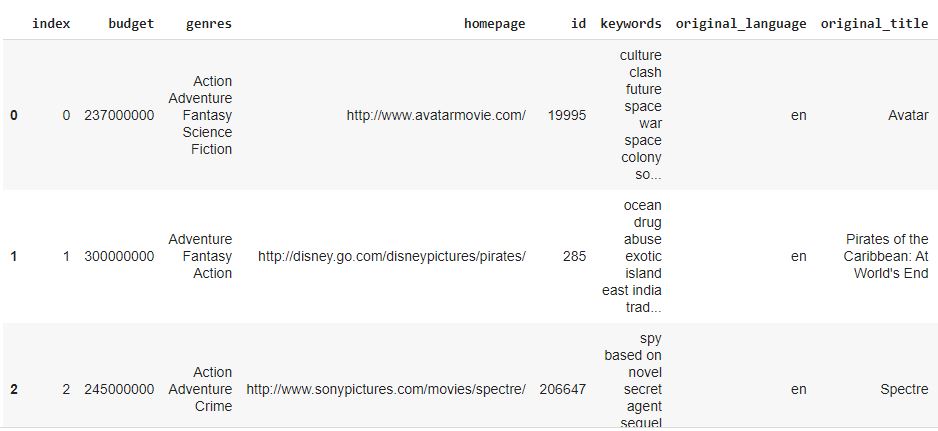 index budget genres homepage id keywords original_language original_title
0
0
237000000
Action
Adventure
Fantasy
Science
Fiction
http://www.avatarmovie.com/
19995
culture
clash
future
space
war
space
colony
so...
en
Avatar
1
1
300000000
Adventure
Fantasy
Action
http://disney.go.com/disneypictures/pirates/
285
ocean
drug
abuse
exotic
island
east india
trad...
en
Pirates of the
Caribbean: At
World's End
2
2
245000000
Action
Adventure
Crime
http://www.sonypictures.com/movies/spectre/
206647
spy
based on
novel
secret
agent
sequel
en
Spectre